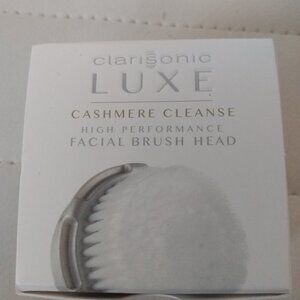 clarisonic
LUXE
CASHMERE CLEANSE
HIGH PERFORMANCE
FACIAL BRUSH HEAD